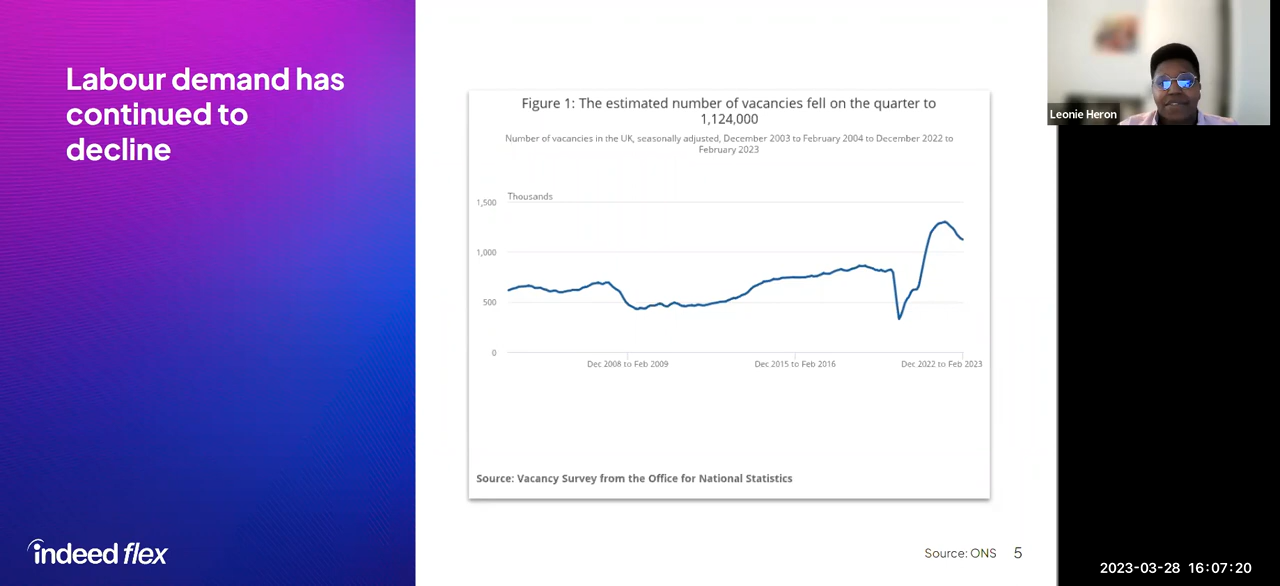 Labour demand has
continued to
decline
Figure 1: The estimated number of vacancies fell on the quarter to
1,124,000
Number of vacancies in the UK, seasonally adjusted, December 2003 to February 2004 to December 2022 to
February 2023
Thousands
1,500
1,000
500
0
Dec 2008 to Feb 2009
Dec 2015 to Feb 2016
Dec 2022 to Feb 2023
Source: Vacancy Survey from the Office for National Statistics
indeed flex
Source: ONS 5
Leonie Heron
2023-03-28 16:07:20